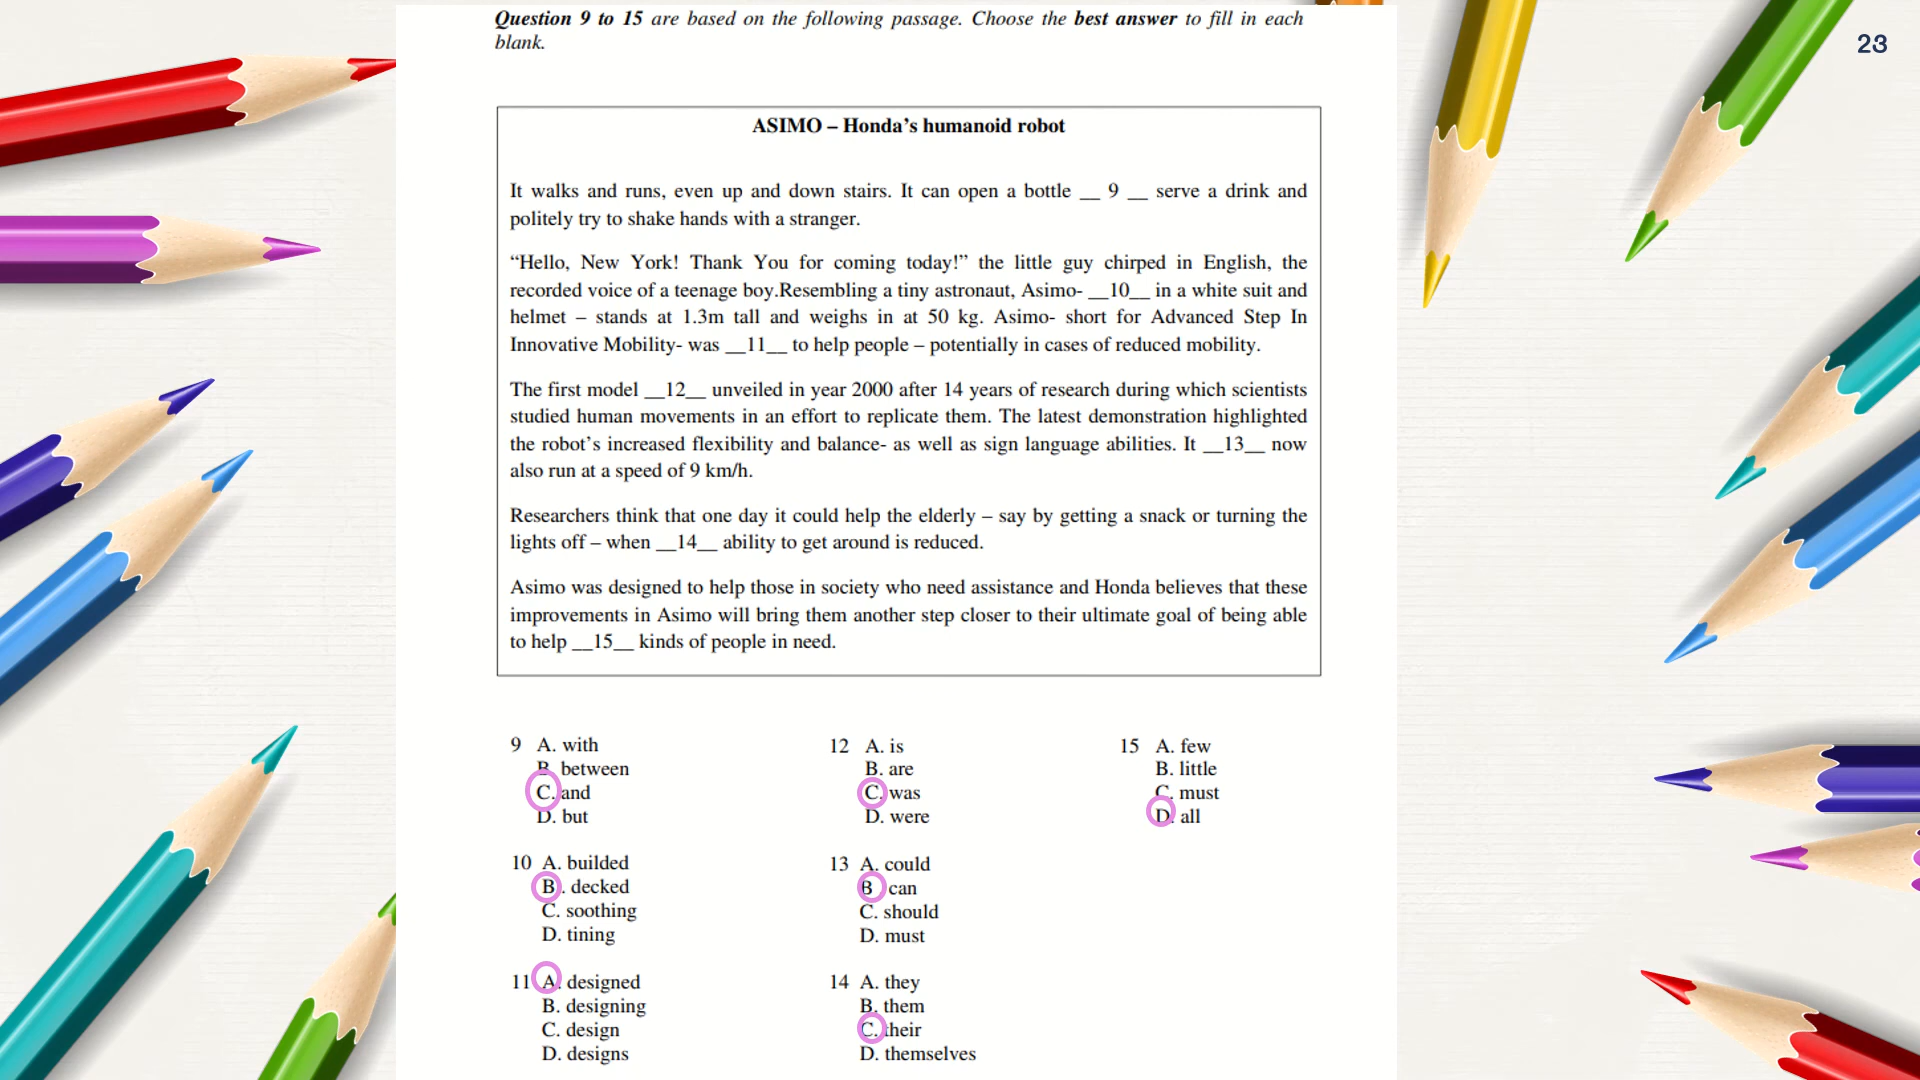 23
Question 9 to 15 are based on the following passage. Choose the best answer to fill in each
blank.
ASIMO – Honda's humanoid robot
It walks and runs, even up and down stairs. It can open a bottle __ 9 __ serve a drink and
politely try to shake hands with a stranger.
“Hello, New York! Thank You for coming today!” the little guy chirped in English, the
recorded voice of a teenage boy.Resembling a tiny astronaut, Asimo- __10__ in a white suit and
helmet – stands at 1.3m tall and weighs in at 50 kg. Asimo- short for Advanced Step In
Innovative Mobility- was __11__ to help people – potentially in cases of reduced mobility.
The first model __12__ unveiled in year 2000 after 14 years of research during which scientists
studied human movements in an effort to replicate them. The latest demonstration highlighted
the robot's increased flexibility and balance- as well as sign language abilities. It __13__ now
also run at a speed of 9 km/h.
Researchers think that one day it could help the elderly – say by getting a snack or turning the
lights off – when __14__ ability to get around is reduced.
Asimo was designed to help those in society who need assistance and Honda believes that these
improvements in Asimo will bring them another step closer to their ultimate goal of being able
to help __15__ kinds of people in need.
9 A. with
B. between
C. and
D. but
10 A. builded
B . decked
C. soothing
D. tining
11 A. designed
B. designing
C. design
D. designs
12 A. is
B. are
C. was
D. were
13 A. could
B can
C. should
D. must
14 A. they
B. them
C. their
D. themselves
15 A. few
B. little
C. must
D. all